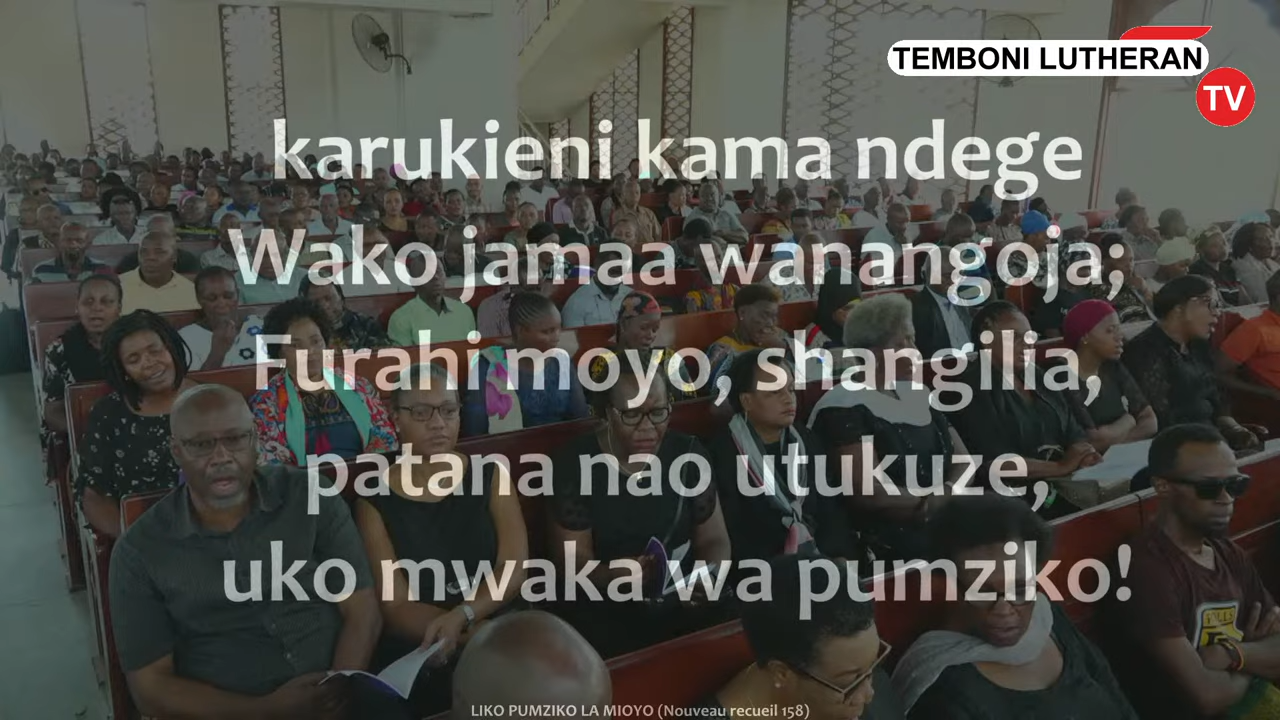 TEMBONI LUTHERAN
TV
karukieni kama ndege
Wako jamaa wanangoja;
Furahi moyo, shangilia,
patana nao utukuze,
uko mwaka wa pumziko!
LIKO PUMZIKO LA MIOYO (Nouveau recueil 158)